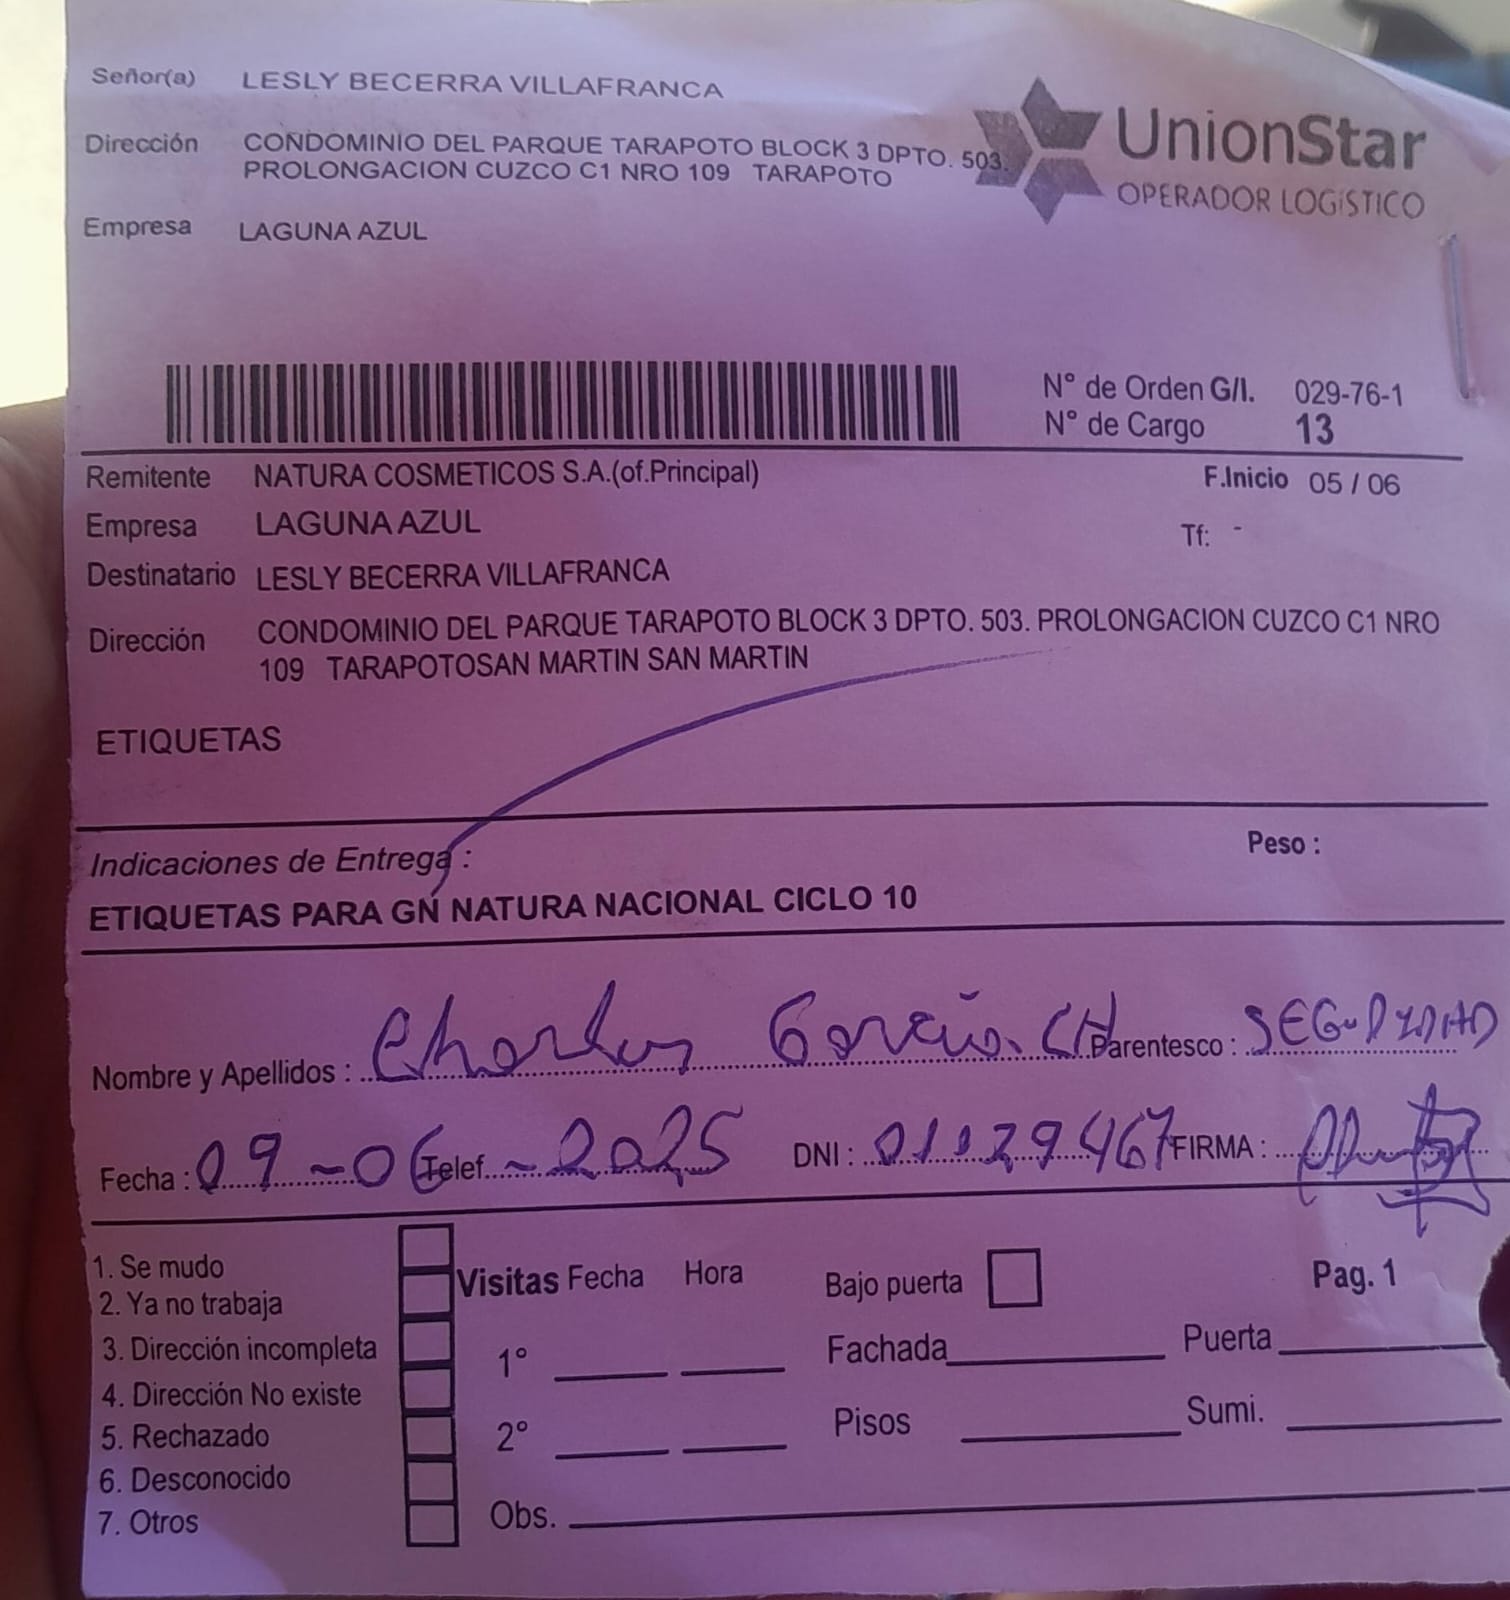 Señor(a) LESLY BECERRA VILLAFRANCA
Dirección CONDOMINIO DEL PARQUE TARAPOTO BLOCK 3 DPTO. 503.
PROLONGACION CUZCO C1 NRO 109 TARAPOTO
UnionStar
OPERADOR LOGíSTICO
Empresa LAGUNA AZUL
N° de Orden G/I. 029-76-1
N° de Cargo 13
Remitente NATURA COSMETICOS S.A.(of.Principal) F.Inicio 05 / 06
Empresa LAGUNA AZUL Tf: -
Destinatario LESLY BECERRA VILLAFRANCA
Dirección CONDOMINIO DEL PARQUE TARAPOTO BLOCK 3 DPTO. 503. PROLONGACION CUZCO C1 NRO
109 TARAPOTOSAN MARTIN SAN MARTIN
ETIQUETAS
Indicaciones de Entrega : Peso :
ETIQUETAS PARA GN NATURA NACIONAL CICLO 10
Nombre y Apellidos : Charles García. CH Parentesco : SEGURIDAD
Fecha : 09-06 Telef. -2025 DNI : 01129467 FIRMA :
1. Se mudo
2. Ya no trabaja
3. Dirección incompleta
4. Dirección No existe
5. Rechazado
6. Desconocido
7. Otros
Visitas Fecha Hora
1°
2°
Obs.
Bajo puerta Pag. 1
Fachada Puerta
Pisos Sumi.